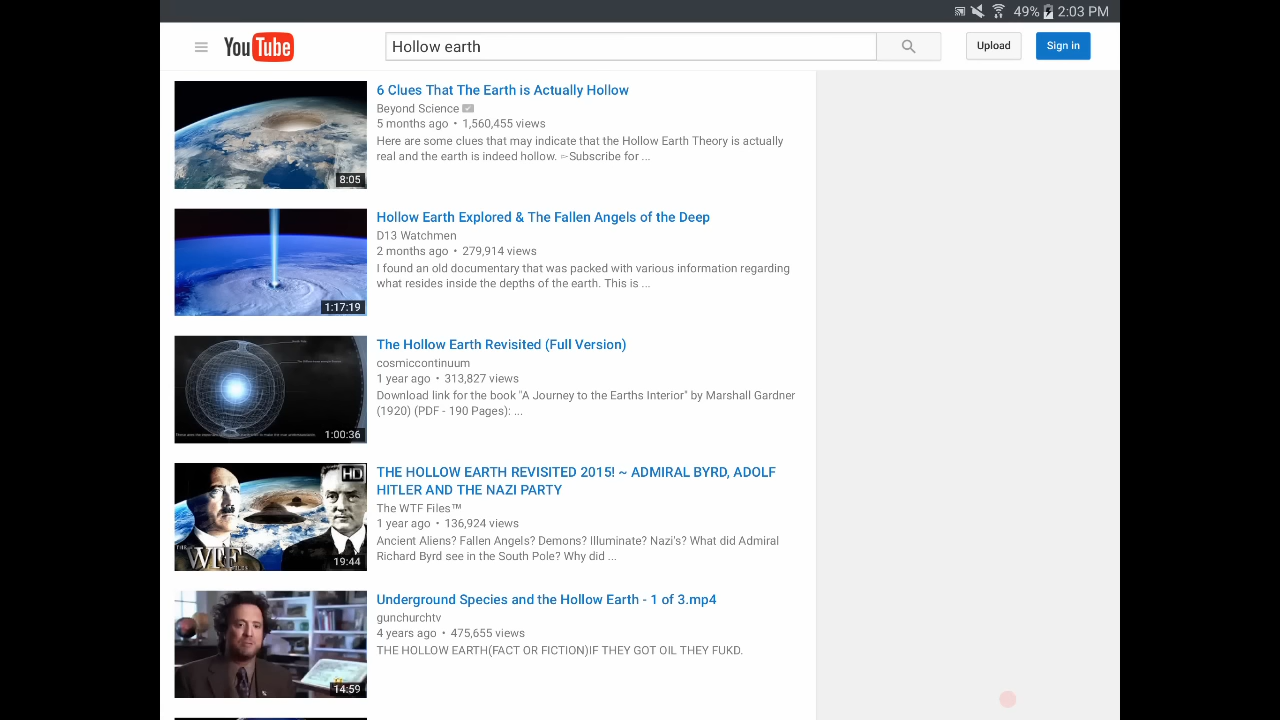 49% 2:03 PM
YouTube
Hollow earth
Upload
Sign in
6 Clues That The Earth is Actually Hollow
Beyond Science
5 months ago • 1,560,455 views
Here are some clues that may indicate that the Hollow Earth Theory is actually
real and the earth is indeed hollow. ➳Subscribe for ...
8:05
Hollow Earth Explored & The Fallen Angels of the Deep
D13 Watchmen
2 months ago • 279,914 views
I found an old documentary that was packed with various information regarding
what resides inside the depths of the earth. This is ...
1:17:19
The Hollow Earth Revisited (Full Version)
cosmiccontinuum
1 year ago • 313,827 views
Download link for the book "A Journey to the Earths Interior" by Marshall Gardner
(1920) (PDF - 190 Pages): ...
1:00:36
THE HOLLOW EARTH REVISITED 2015! ~ ADMIRAL BYRD, ADOLF
HITLER AND THE NAZI PARTY
The WTF Files™
1 year ago • 136,924 views
Ancient Aliens? Fallen Angels? Demons? Illuminate? Nazi's? What did Admiral
Richard Byrd see in the South Pole? Why did ...
HD
THE
WTF
FILES
19:44
Underground Species and the Hollow Earth - 1 of 3.mp4
gunchurchtv
4 years ago • 475,655 views
THE HOLLOW EARTH(FACT OR FICTION)IF THEY GOT OIL THEY FUKD.
14:59